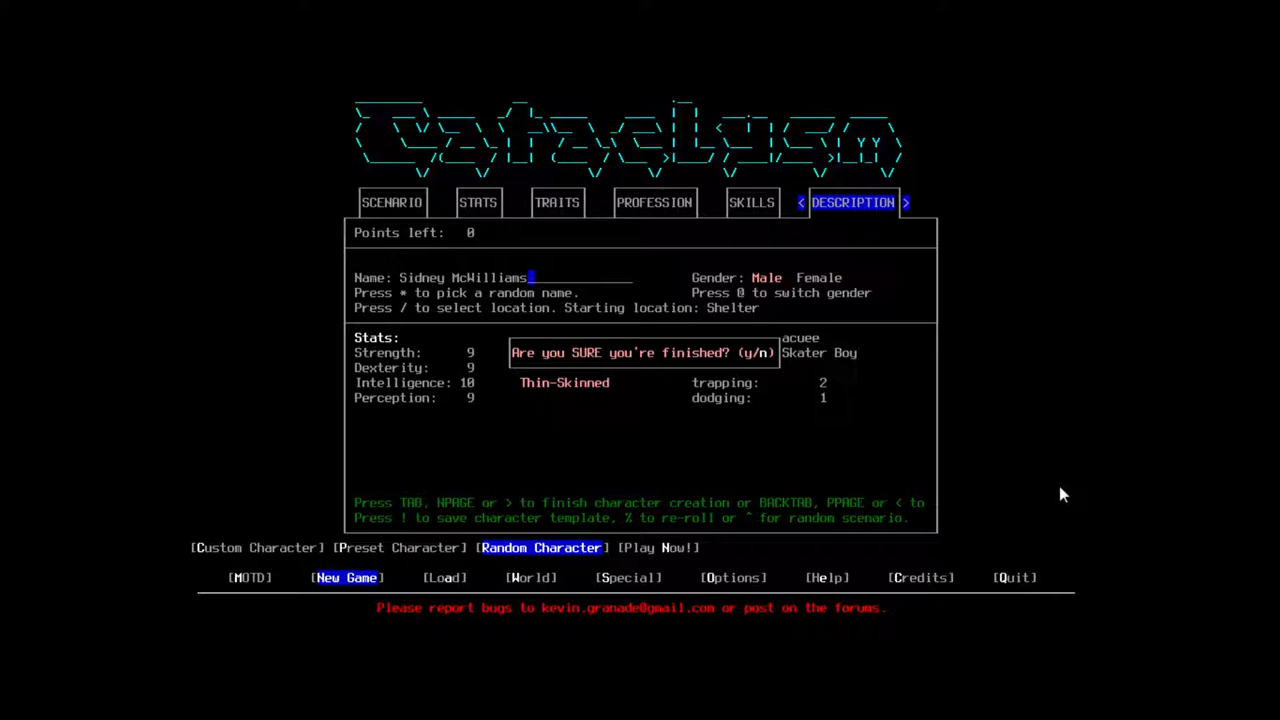 Cataclysm
SCENARIO STATS TRAITS PROFESSION SKILLS < DESCRIPTION >
Points left: 0
Name: Sidney McWilliams Gender: Male Female
Press * to pick a random name. Press @ to switch gender
Press / to select location. Starting location: Shelter
Stats: acuee
Strength: 9 Are you SURE you're finished? (y/n) Skater Boy
Dexterity: 9
Intelligence: 10 Thin-Skinned trapping: 2
Perception: 9 dodging: 1
Press TAB, NPAGE or > to finish character creation or BACKTAB, PPAGE or < to
Press ! to save character template, % to re-roll or ^ for random scenario.
[Custom Character] [Preset Character] [Random Character] [Play Now!]
[MOTD] [New Game] [Load] [World] [Special] [Options] [Help] [Credits] [Quit]
Please report bugs to kevin.granade@gmail.com or post on the forums.